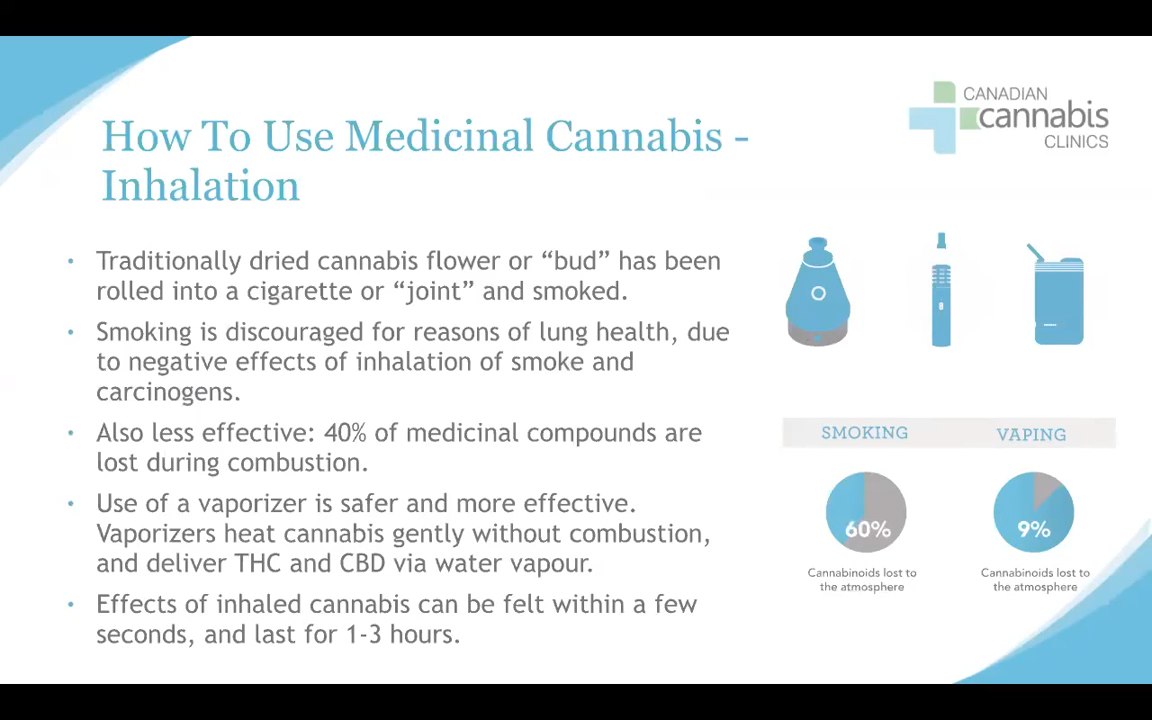 CANADIAN
cannabis
CLINICS
How To Use Medicinal Cannabis -
Inhalation
• Traditionally dried cannabis flower or “bud” has been
rolled into a cigarette or “joint” and smoked.
• Smoking is discouraged for reasons of lung health, due
to negative effects of inhalation of smoke and
carcinogens.
• Also less effective: 40% of medicinal compounds are
lost during combustion.
• Use of a vaporizer is safer and more effective.
Vaporizers heat cannabis gently without combustion,
and deliver THC and CBD via water vapour.
• Effects of inhaled cannabis can be felt within a few
seconds, and last for 1-3 hours.
SMOKING
60%
Cannabinoids lost to
the atmosphere
VAPING
9%
Cannabinoids lost to
the atmosphere